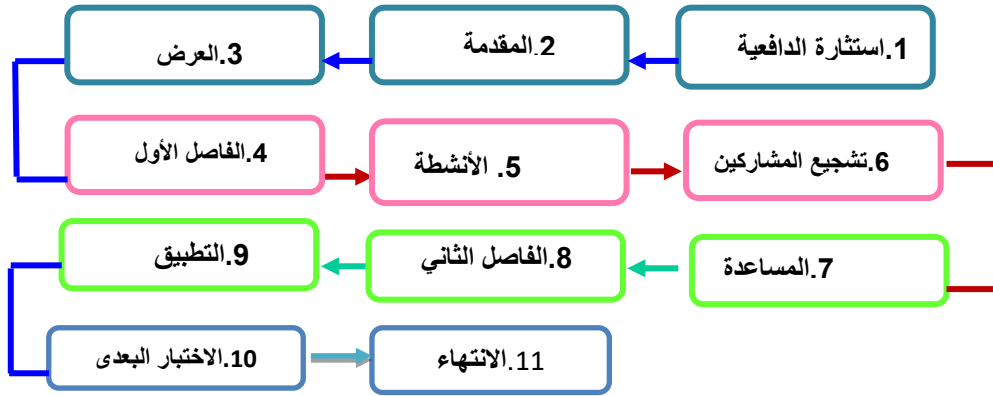 1.استثارة الدافعية
2.المقدمة
3.العرض
4.الفاصل الأول
5. الأنشطة
6.تشجيع المشاركين
7.المساعدة
8.الفاصل الثاني
9.التطبيق
10.الاختبار البعدى
11.الانتهاء